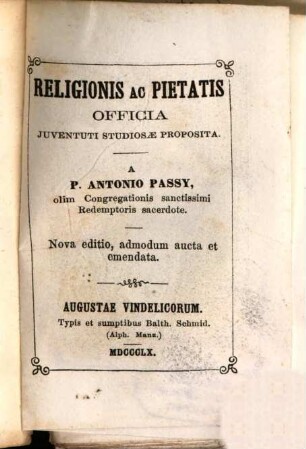 RELIGIONIS AC PIETATIS
OFFICIA
JUVENTUTI STUDIOSÆ PROPOSITA.
A
P. ANTONIO PASSY,
olim Congregationis sanctissimi
Redemptoris sacerdote.
Nova editio, admodum aucta et
emendata.
AUGUSTAE VINDELICORUM.
Typis et sumptibus Balth. Schmid.
(Alph. Manz.)
MDCCCLX.